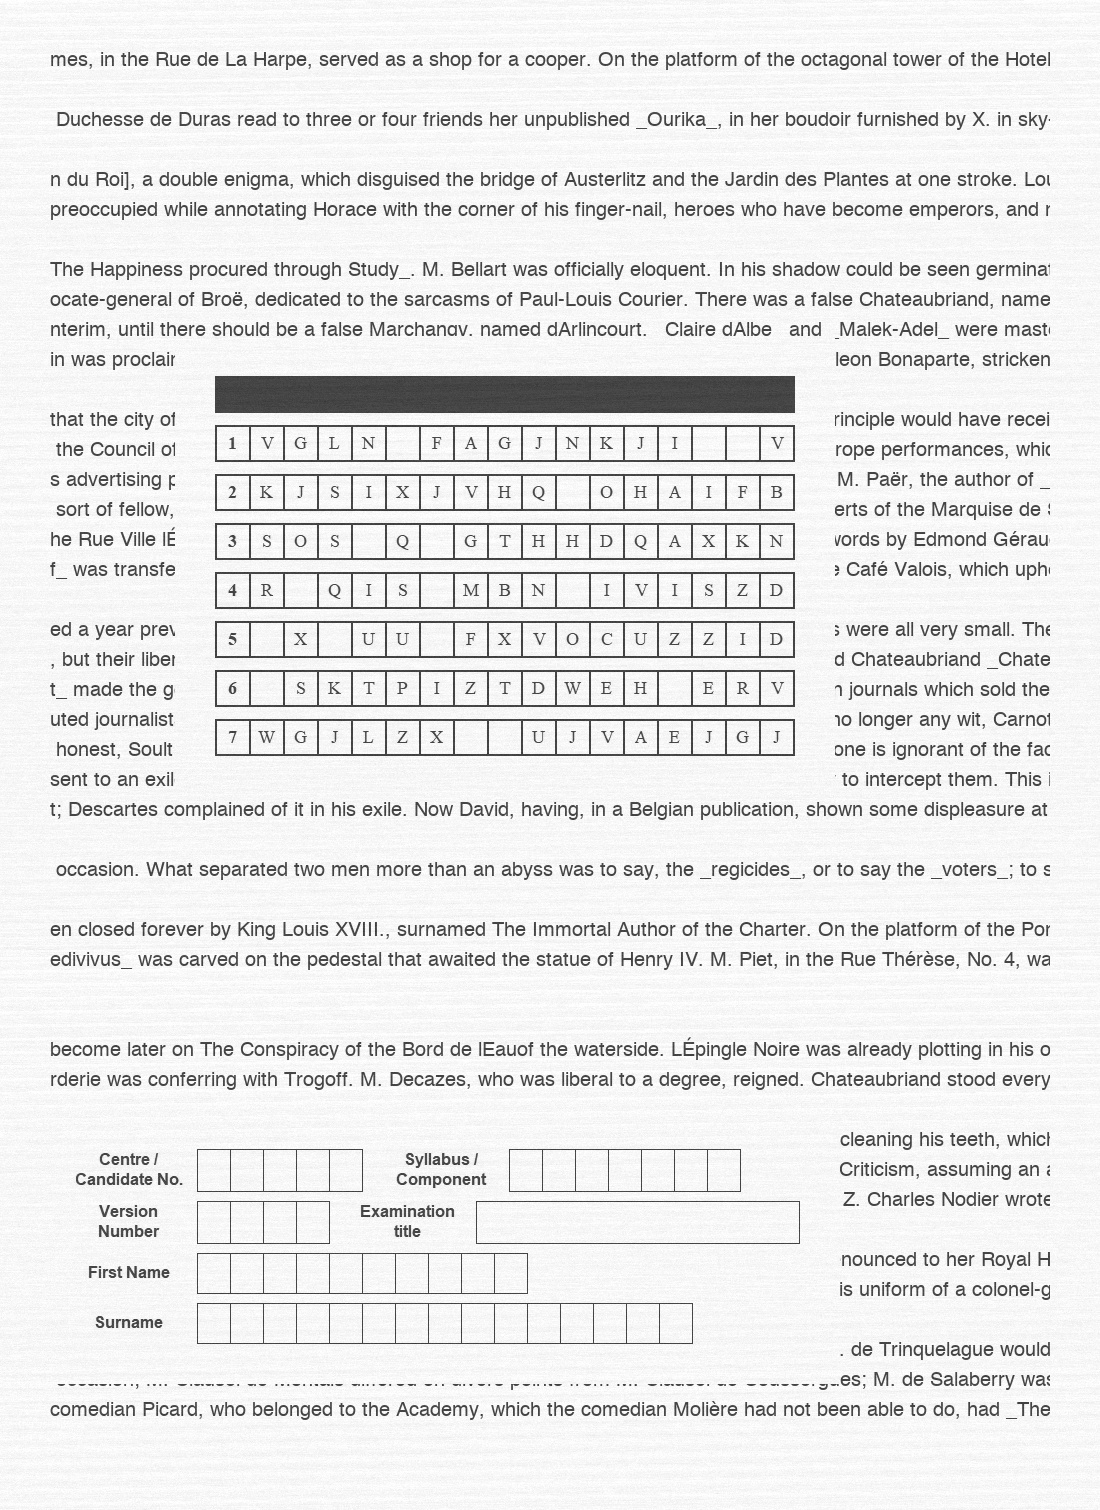 mes, in the Rue de La Harpe, served as a shop for a cooper. On the platform of the octagonal tower of the Hotel
Duchesse de Duras read to three or four friends her unpublished _Ourika_, in her boudoir furnished by X. in sky-
n du Roi], a double enigma, which disguised the bridge of Austerlitz and the Jardin des Plantes at one stroke. Lou
preoccupied while annotating Horace with the corner of his finger-nail, heroes who have become emperors, and
The Happiness procured through Study_. M. Bellart was officially eloquent. In his shadow could be seen germinat
ocate-general of Broë, dedicated to the sarcasms of Paul-Louis Courier. There was a false Chateaubriand, name
nterim, until there should be a false Marchangy, named dArlincourt. Claire dAlbe and _Malek-Adel_ were maste
in was proclair leon Bonaparte, stricken
that the city of rinciple would have recei
the Council of rope performances, whic
s advertising p M. Paër, the author of _
sort of fellow, erts of the Marquise de S
he Rue Ville lÉ words by Edmond Gérau
f_ was transfe e Café Valois, which uph
ed a year prev s were all very small. The
, but their liber d Chateaubriand _Chate
t_ made the g journals which sold the
uted journalist no longer any wit, Carnot
honest, Soult one is ignorant of the fac
sent to an exil to intercept them. This i
1 V G L N F A G J N K J I V
2 K J S I X J V H Q O H A I F B
3 S O S Q G T H H D Q A X K N
4 R Q I S M B N I V I S Z D
5 X U U F X V O C U Z Z I D
6 S K T P I Z T D W E H E R V
7 W G J L Z X U J V A E J G J
t; Descartes complained of it in his exile. Now David, having, in a Belgian publication, shown some displeasure at
occasion. What separated two men more than an abyss was to say, the _regicides_, or to say the _voters_; to s
en closed forever by King Louis XVIII., surnamed The Immortal Author of the Charter. On the platform of the Pon
edivivus_ was carved on the pedestal that awaited the statue of Henry IV. M. Piet, in the Rue Thérèse, No. 4, wa
become later on The Conspiracy of the Bord de lEauof the waterside. LÉpingle Noire was already plotting in his o
rderie was conferring with Trogoff. M. Decazes, who was liberal to a degree, reigned. Chateaubriand stood every
cleaning his teeth, which
Criticism, assuming an a
Z. Charles Nodier wrote
nounced to her Royal H
is uniform of a colonel-g
. de Trinquelague would
Centre /
Candidate No.
Syllabus /
Component
Version
Number
Examination
title
First Name
Surname
es; M. de Salaberry was
comedian Picard, who belonged to the Academy, which the comedian Molière had not been able to do, had _The